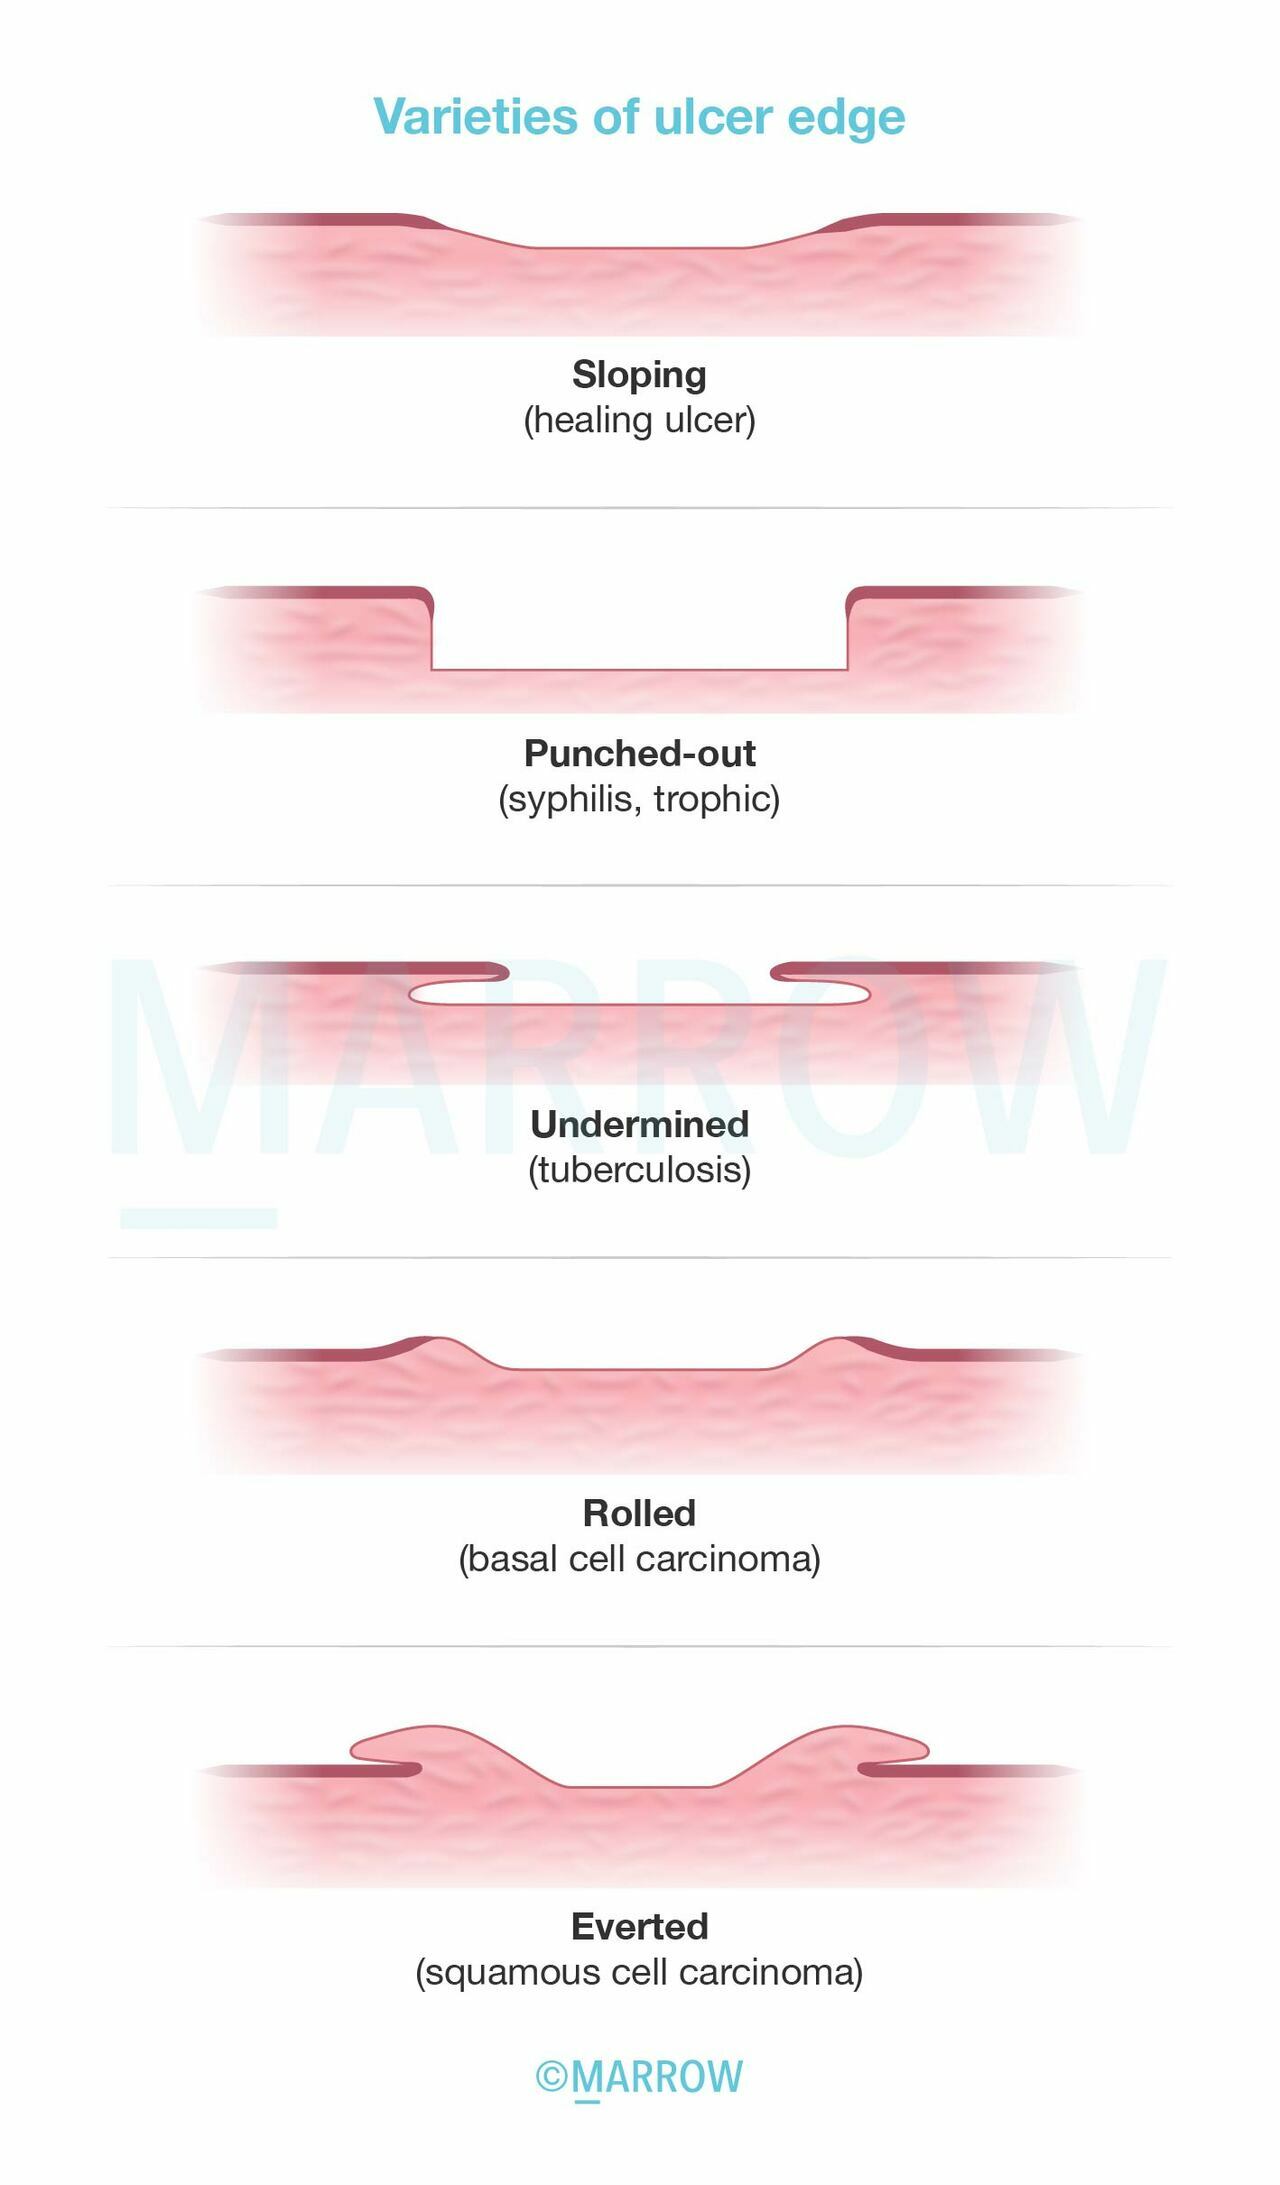 Varieties of ulcer edge
Sloping
(healing ulcer)
Punched-out
(syphilis, trophic)
MARROW
Undermined
(tuberculosis)
Rolled
(basal cell carcinoma)
Everted
(squamous cell carcinoma)
©MARROW